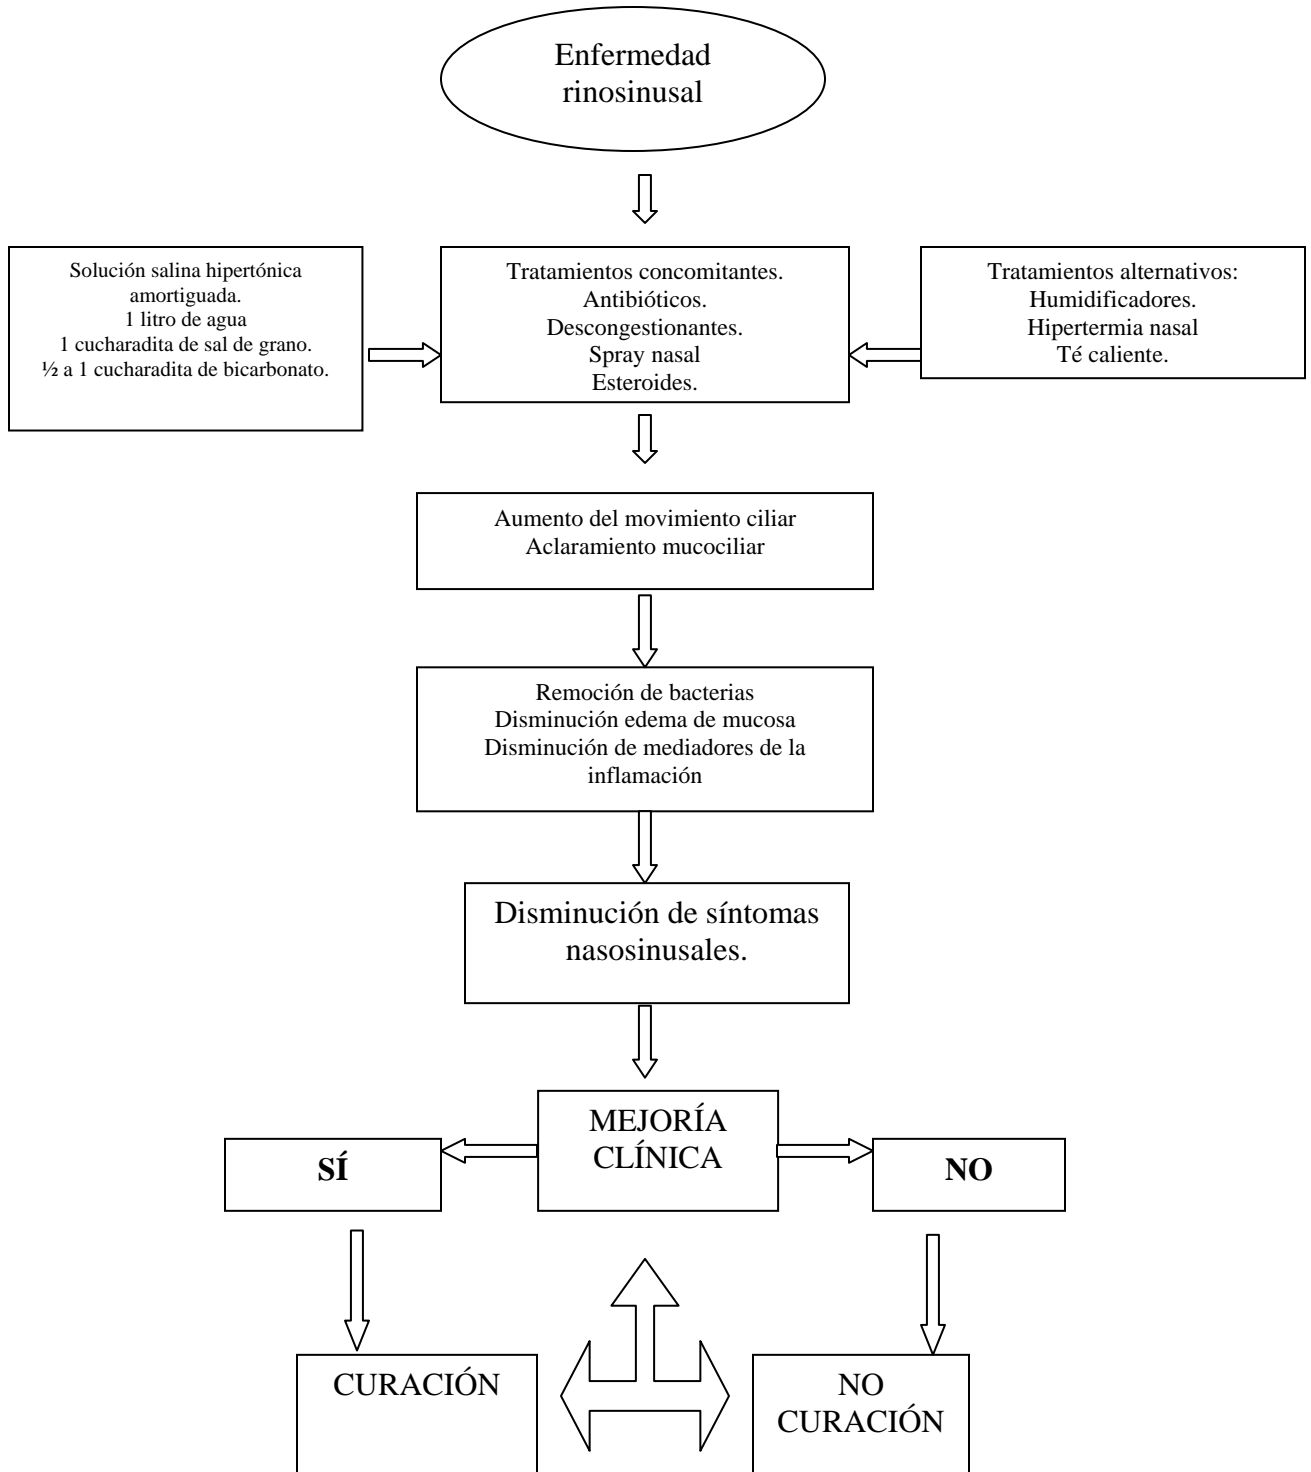 Enfermedad
rinosinusal
Solución salina hipertónica
amortiguada.
1 litro de agua
1 cucharadita de sal de grano.
½ a 1 cucharadita de bicarbonato.
Tratamientos concomitantes.
Antibióticos.
Descongestionantes.
Spray nasal
Esteroides.
Tratamientos alternativos:
Humidificadores.
Hipertermia nasal
Té caliente.
Aumento del movimiento ciliar
Aclaramiento mucociliar
Remoción de bacterias
Disminución edema de mucosa
Disminución de mediadores de la
inflamación
Disminución de síntomas
nasosinusales.
MEJORÍA
CLÍNICA
SÍ
NO
CURACIÓN
NO
CURACIÓN